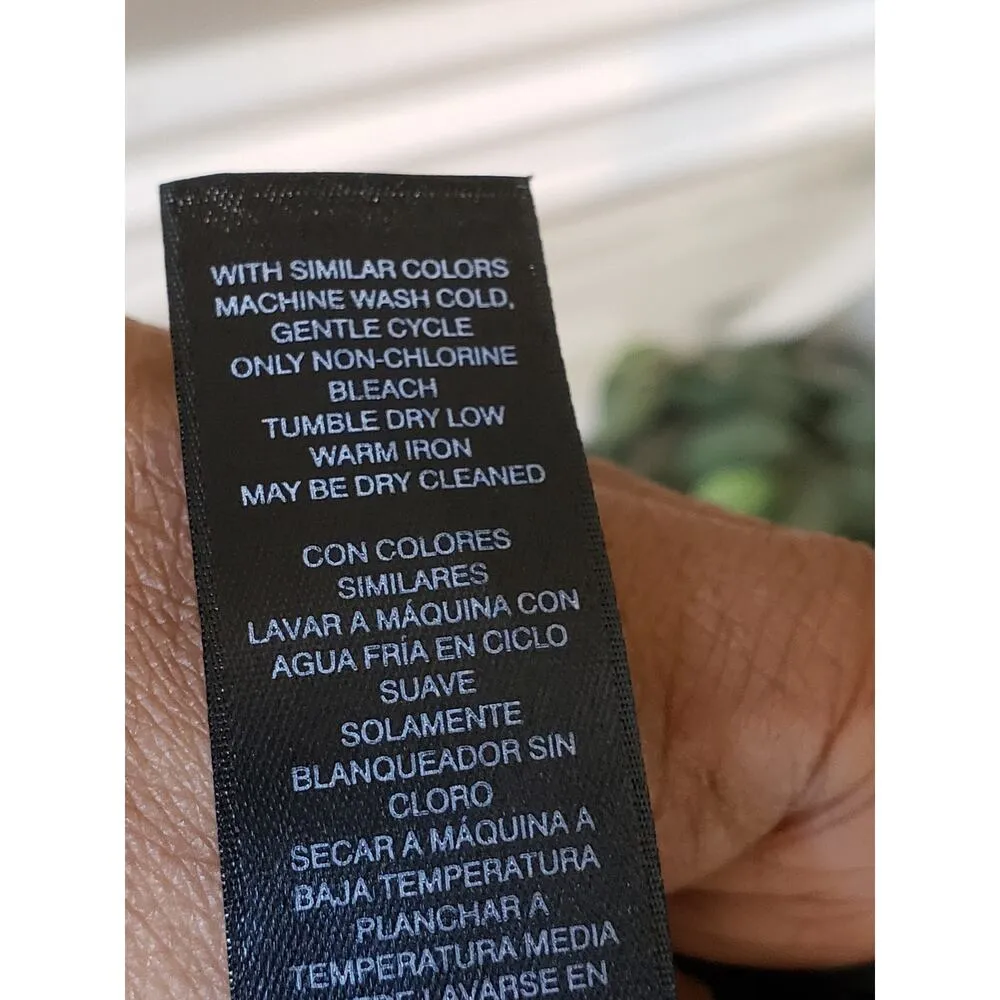 WITH SIMILAR COLORS
MACHINE WASH COLD,
GENTLE CYCLE
ONLY NON-CHLORINE
BLEACH
TUMBLE DRY LOW
WARM IRON
MAY BE DRY CLEANED
CON COLORES
SIMILARES
LAVAR A MÁQUINA CON
AGUA FRÍA EN CICLO
SUAVE
SOLAMENTE
BLANQUEADOR SIN
CLORO
SECAR A MÁQUINA A
BAJA TEMPERATURA
PLANCHAR A
TEMPERATURA MEDIA
LAVARSE EN